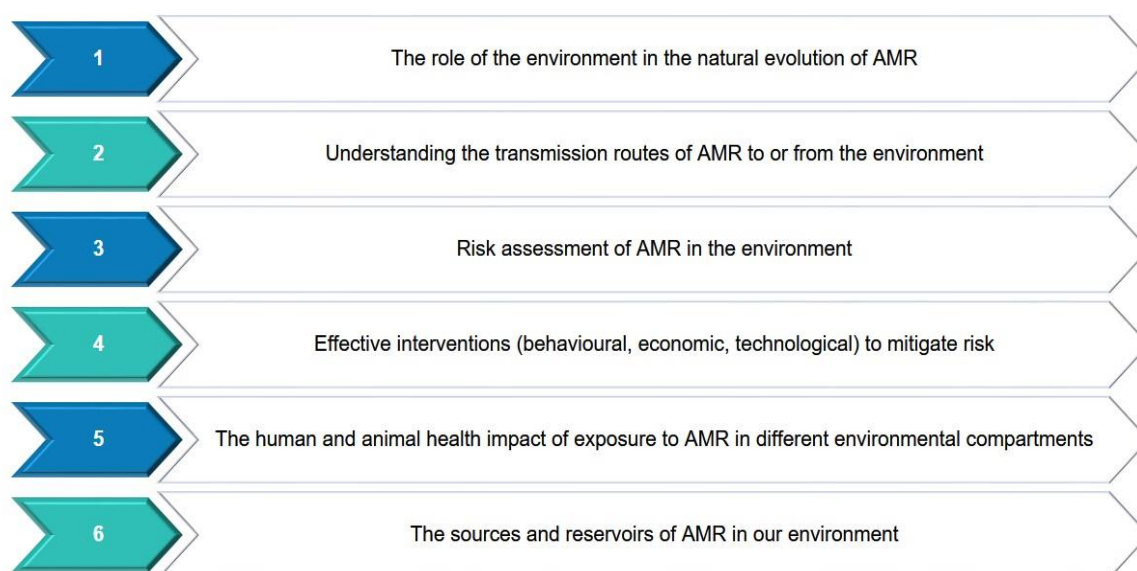 1
The role of the environment in the natural evolution of AMR
2
Understanding the transmission routes of AMR to or from the environment
3
Risk assessment of AMR in the environment
4
Effective interventions (behavioural, economic, technological) to mitigate risk
5
The human and animal health impact of exposure to AMR in different environmental compartments
6
The sources and reservoirs of AMR in our environment